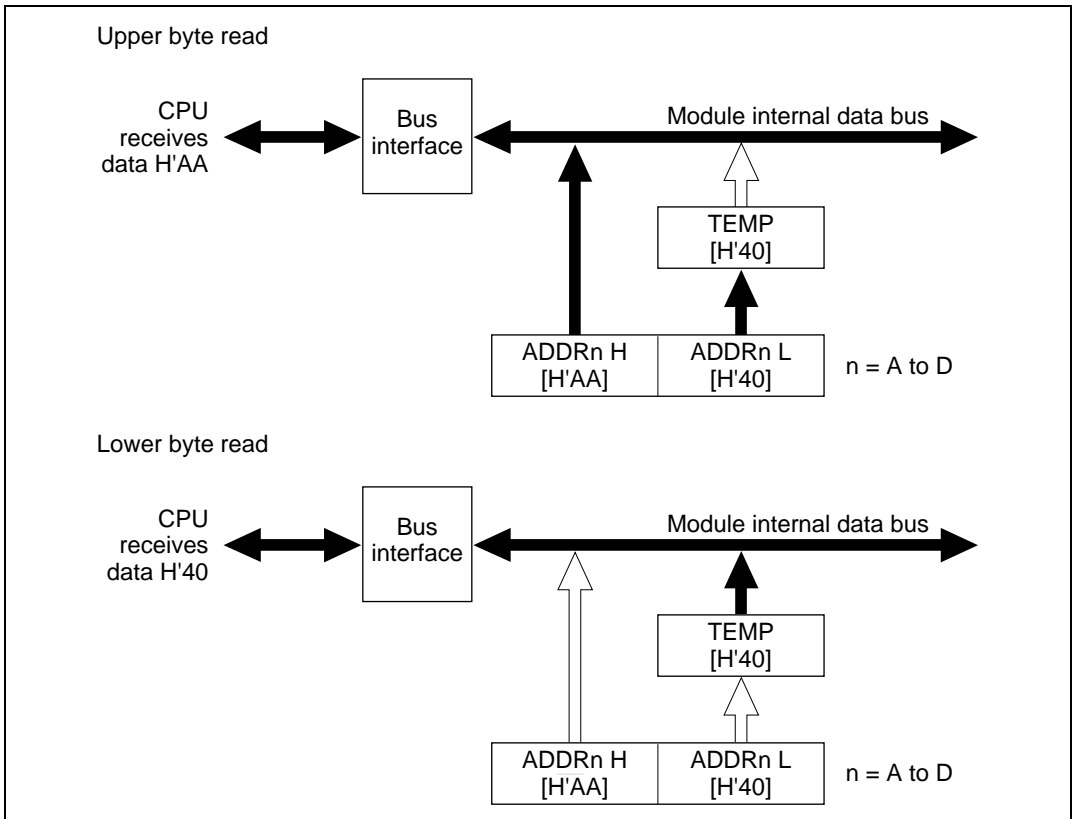 Upper byte read
CPU
receives
data H'AA
Bus
interface
Module internal data bus
TEMP
[H'40]
ADDRn H
[H'AA]
ADDRn L
[H'40]
n = A to D
Lower byte read
CPU
receives
data H'40
Bus
interface
Module internal data bus
TEMP
[H'40]
ADDRn H
[H'AA]
ADDRn L
[H'40]
n = A to D